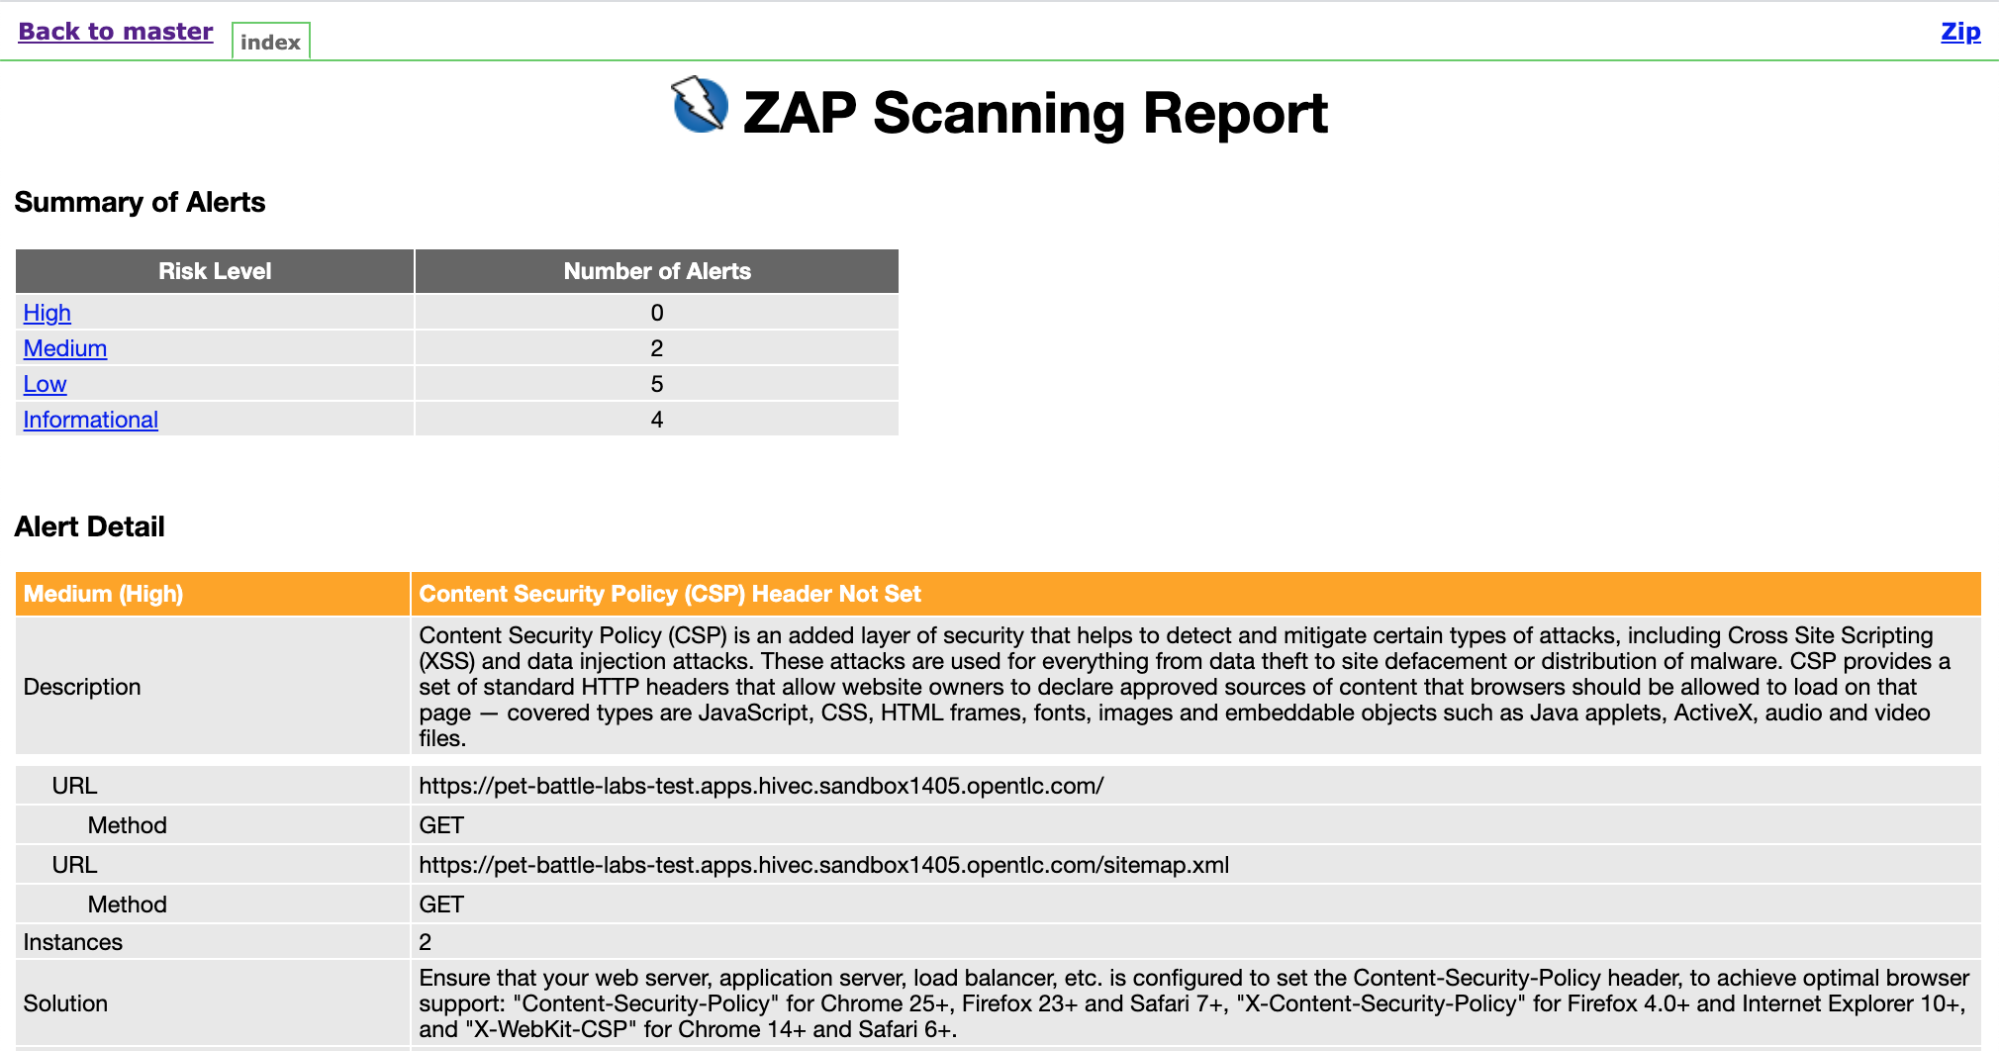 Back to master index Zip
ZAP Scanning Report
Summary of Alerts
Risk Level Number of Alerts
High 0
Medium 2
Low 5
Informational 4
Alert Detail
Medium (High) Content Security Policy (CSP) Header Not Set
Description
Content Security Policy (CSP) is an added layer of security that helps to detect and mitigate certain types of attacks, including Cross Site Scripting
(XSS) and data injection attacks. These attacks are used for everything from data theft to site defacement or distribution of malware. CSP provides a
set of standard HTTP headers that allow website owners to declare approved sources of content that browsers should be allowed to load on that
page — covered types are JavaScript, CSS, HTML frames, fonts, images and embeddable objects such as Java applets, ActiveX, audio and video
files.
URL https://pet-battle-labs-test.apps.hivec.sandbox1405.opentlc.com/
Method GET
URL https://pet-battle-labs-test.apps.hivec.sandbox1405.opentlc.com/sitemap.xml
Method GET
Instances 2
Solution
Ensure that your web server, application server, load balancer, etc. is configured to set the Content-Security-Policy header, to achieve optimal browser
support: "Content-Security-Policy" for Chrome 25+, Firefox 23+ and Safari 7+, "X-Content-Security-Policy" for Firefox 4.0+ and Internet Explorer 10+,
and "X-WebKit-CSP" for Chrome 14+ and Safari 6+.